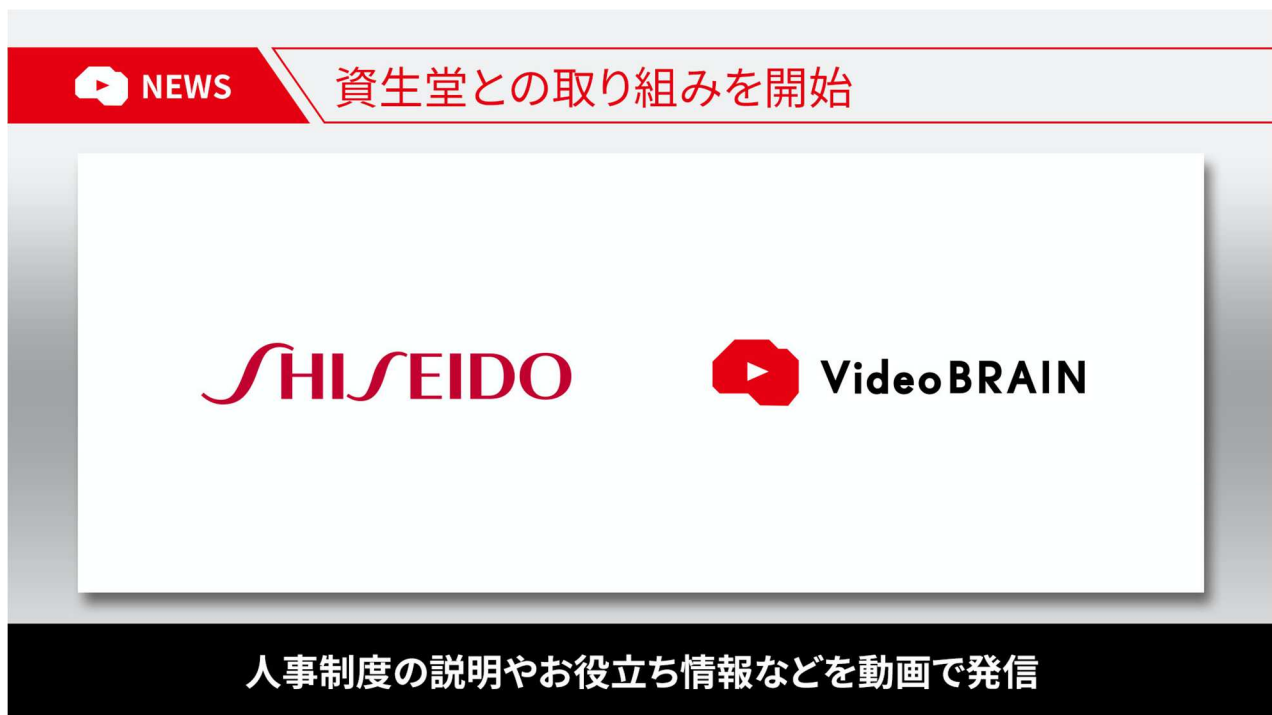 NEWS
資生堂との取り組みを開始
SHISEIDO
VideoBRAIN
人事制度の説明やお役立ち情報などを動画で発信